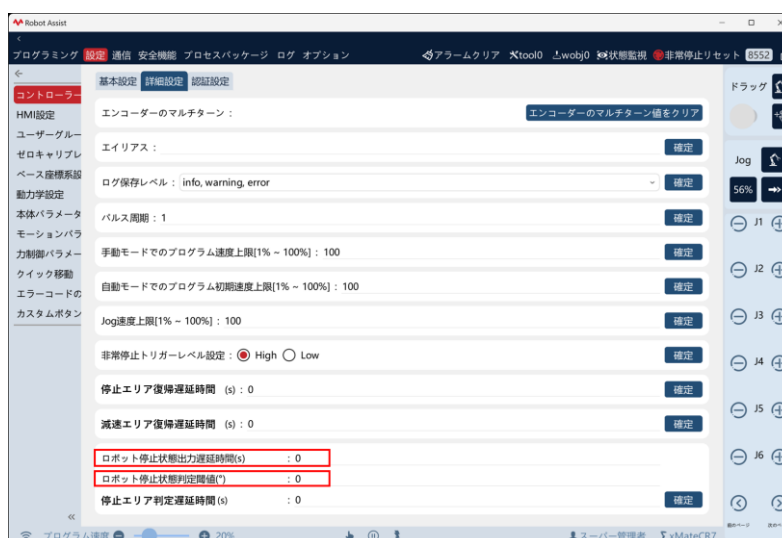 Robot Assist
プログラミング 設定 通信 安全機能 プロセスパッケージ ログ オプション アラームクリア tool0 wobj0 状態監視 非常停止リセット 8552
基本設定 詳細設定 認証設定
コントローラー
HMI設定
ユーザーグルー
ゼロキャリブレ
ベース座標系設
動力学設定
本体パラメータ
モーションパラ
力制御パラメー
クイック移動
エラーコードの
カスタムボタン
エンコーダーのマルチターン : エンコーダーのマルチターン値をクリア
エイリアス : 確定
ログ保存レベル : info, warning, error 確定
パルス周期 : 1 確定
手動モードでのプログラム速度上限[1% ~ 100%] : 100 確定
自動モードでのプログラム初期速度上限[1% ~ 100%] : 100 確定
Jog速度上限[1% ~ 100%] : 100 確定
非常停止トリガーレベル設定 : High Low 確定
停止エリア復帰遅延時間 (s) : 0 確定
減速エリア復帰遅延時間 (s) : 0 確定
ロボット停止状態出力遅延時間(s) : 0
ロボット停止状態判定閾値(°) : 0
停止エリア判定遅延時間(s) : 0 確定
ドラッグ
Jog
56%
J1
J2
J3
J4
J5
J6
前のページ 次のペー
プログラム速度 20% スーパー管理者 xMateCR7